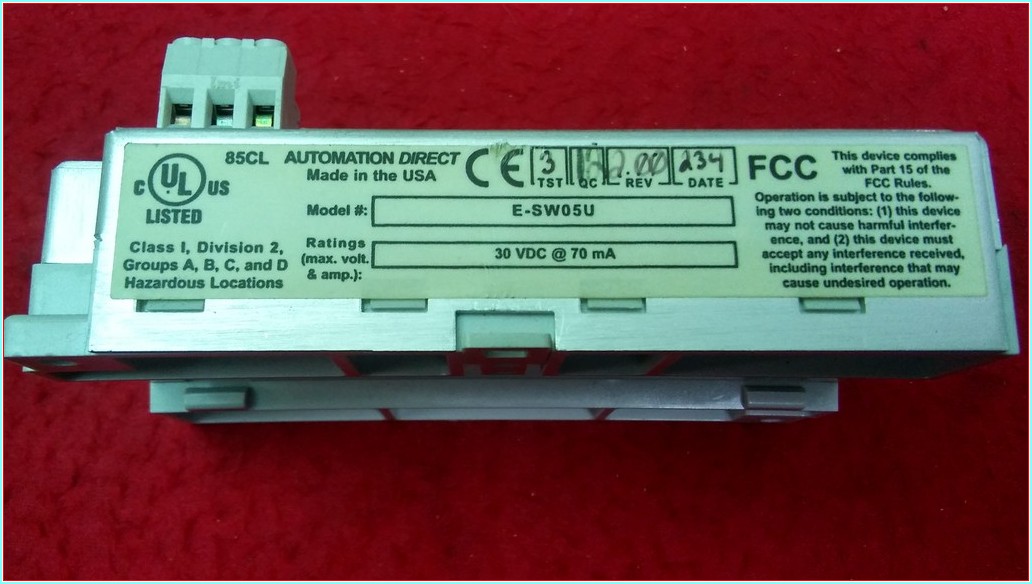 85CL AUTOMATION DIRECT
Made in the USA
C UL US
LISTED
Class I, Division 2,
Groups A, B, C, and D
Hazardous Locations
CE
3
TST
QC
.00
REV
234
DATE
Model #: E-SW05U
Ratings
(max. volt.
& amp.):
30 VDC @ 70 mA
FCC
This device complies
with Part 15 of the
FCC Rules.
Operation is subject to the follow-
ing two conditions: (1) this device
may not cause harmful interfer-
ence, and (2) this device must
accept any interference received,
including interference that may
cause undesired operation.